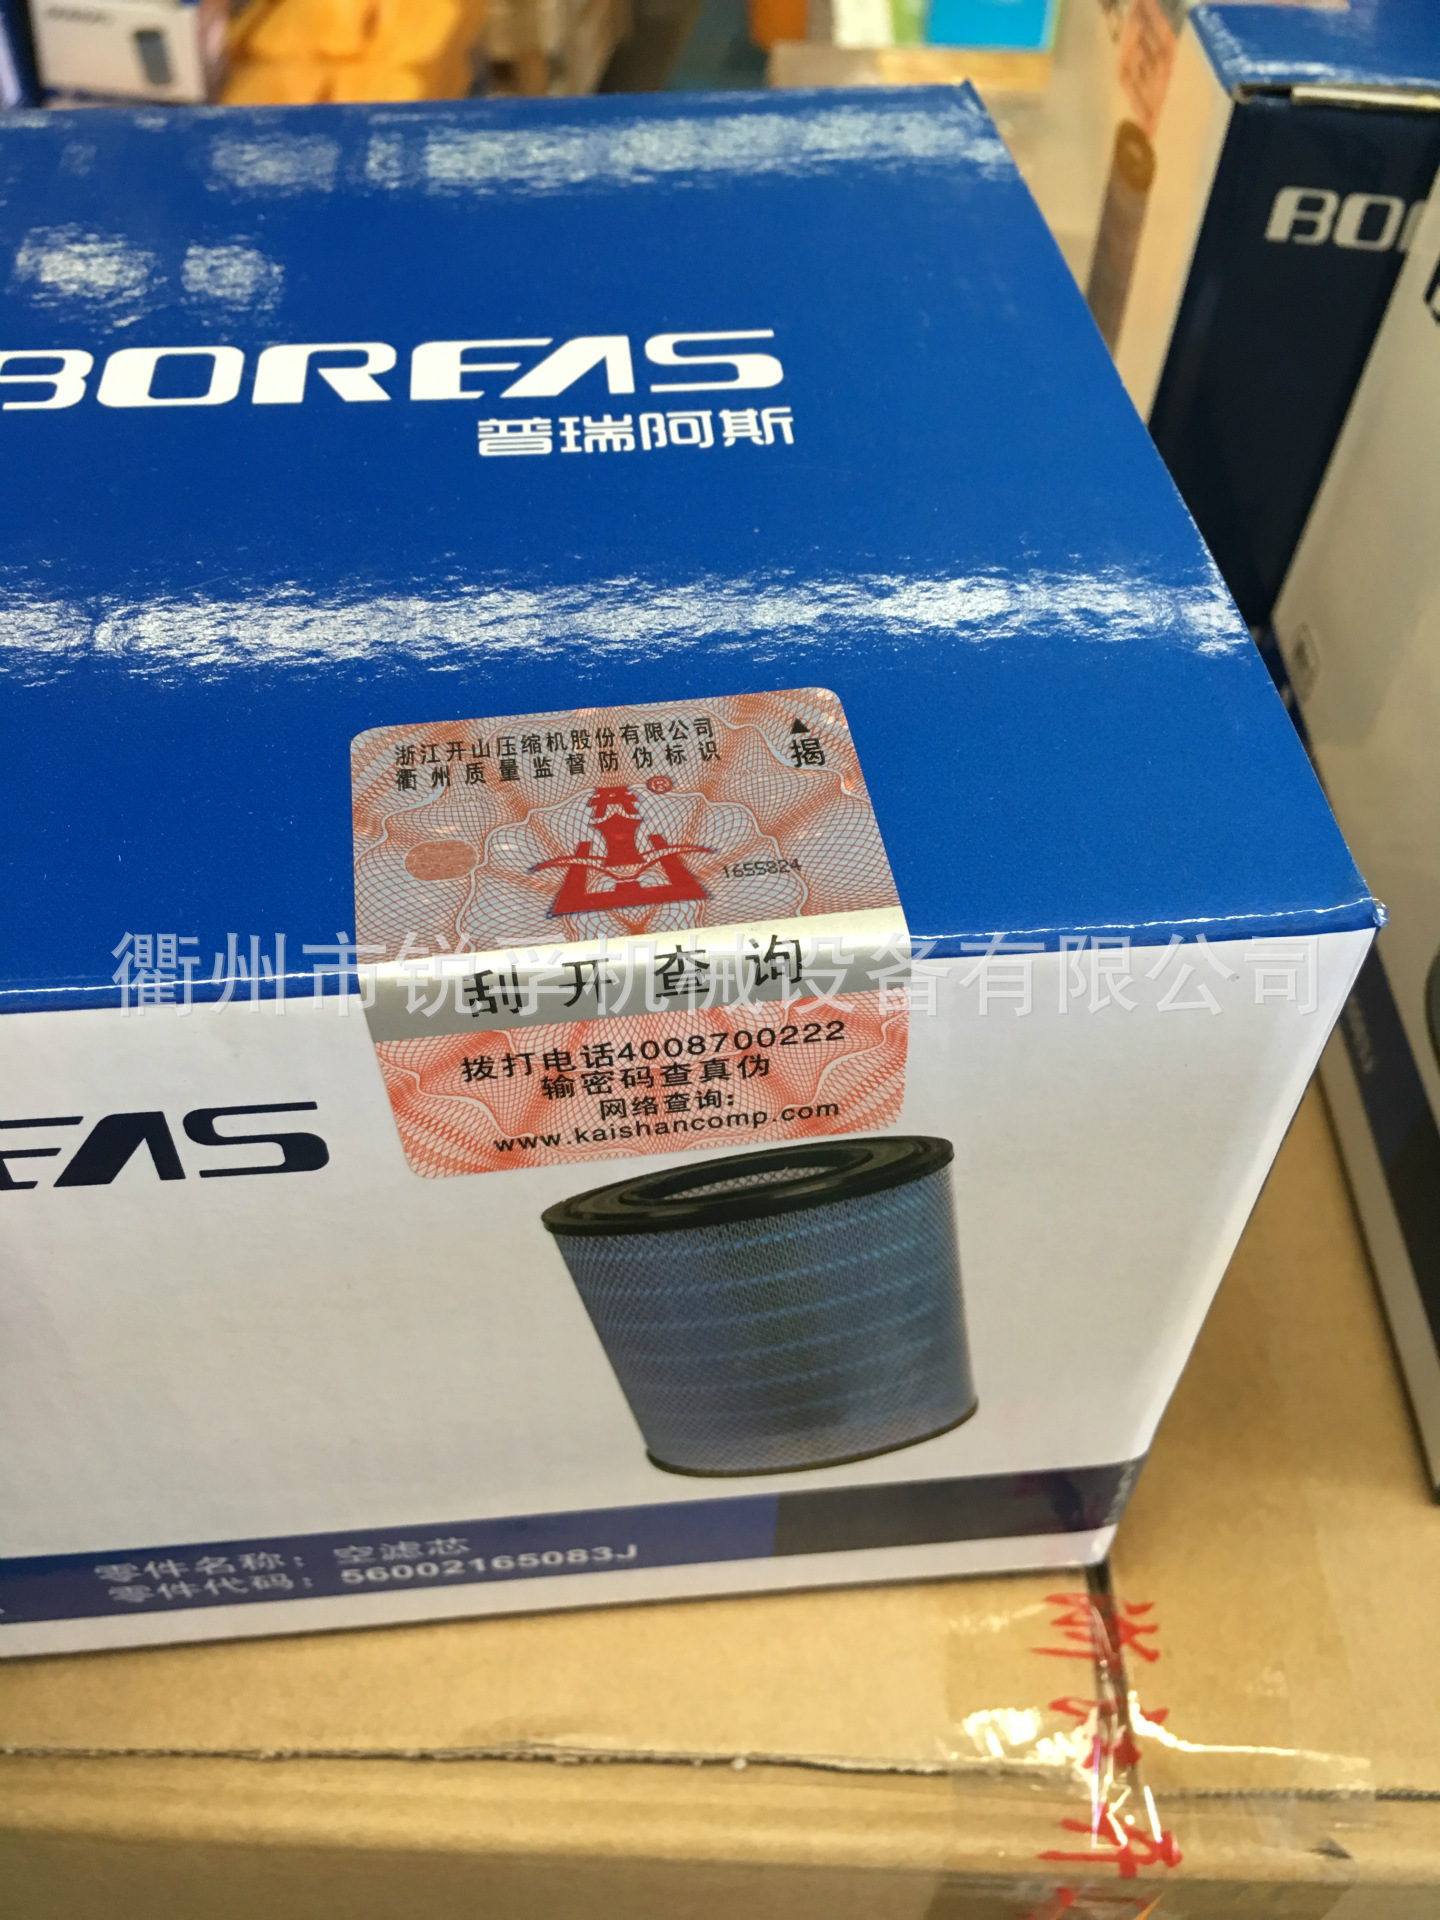 BOREAS
普瑞阿斯
BO
浙江开山压缩机股份有限公司
衢州质量监督防伪标识
揭
开山®
1655824
衢州市锐孚机械设备有限公司
刮开查询
拨打电话4008700222
输密码查真伪
网络查询:
www.kaishancomp.com
EAS
零件名称: 空滤芯
零件代码: 56002165083J